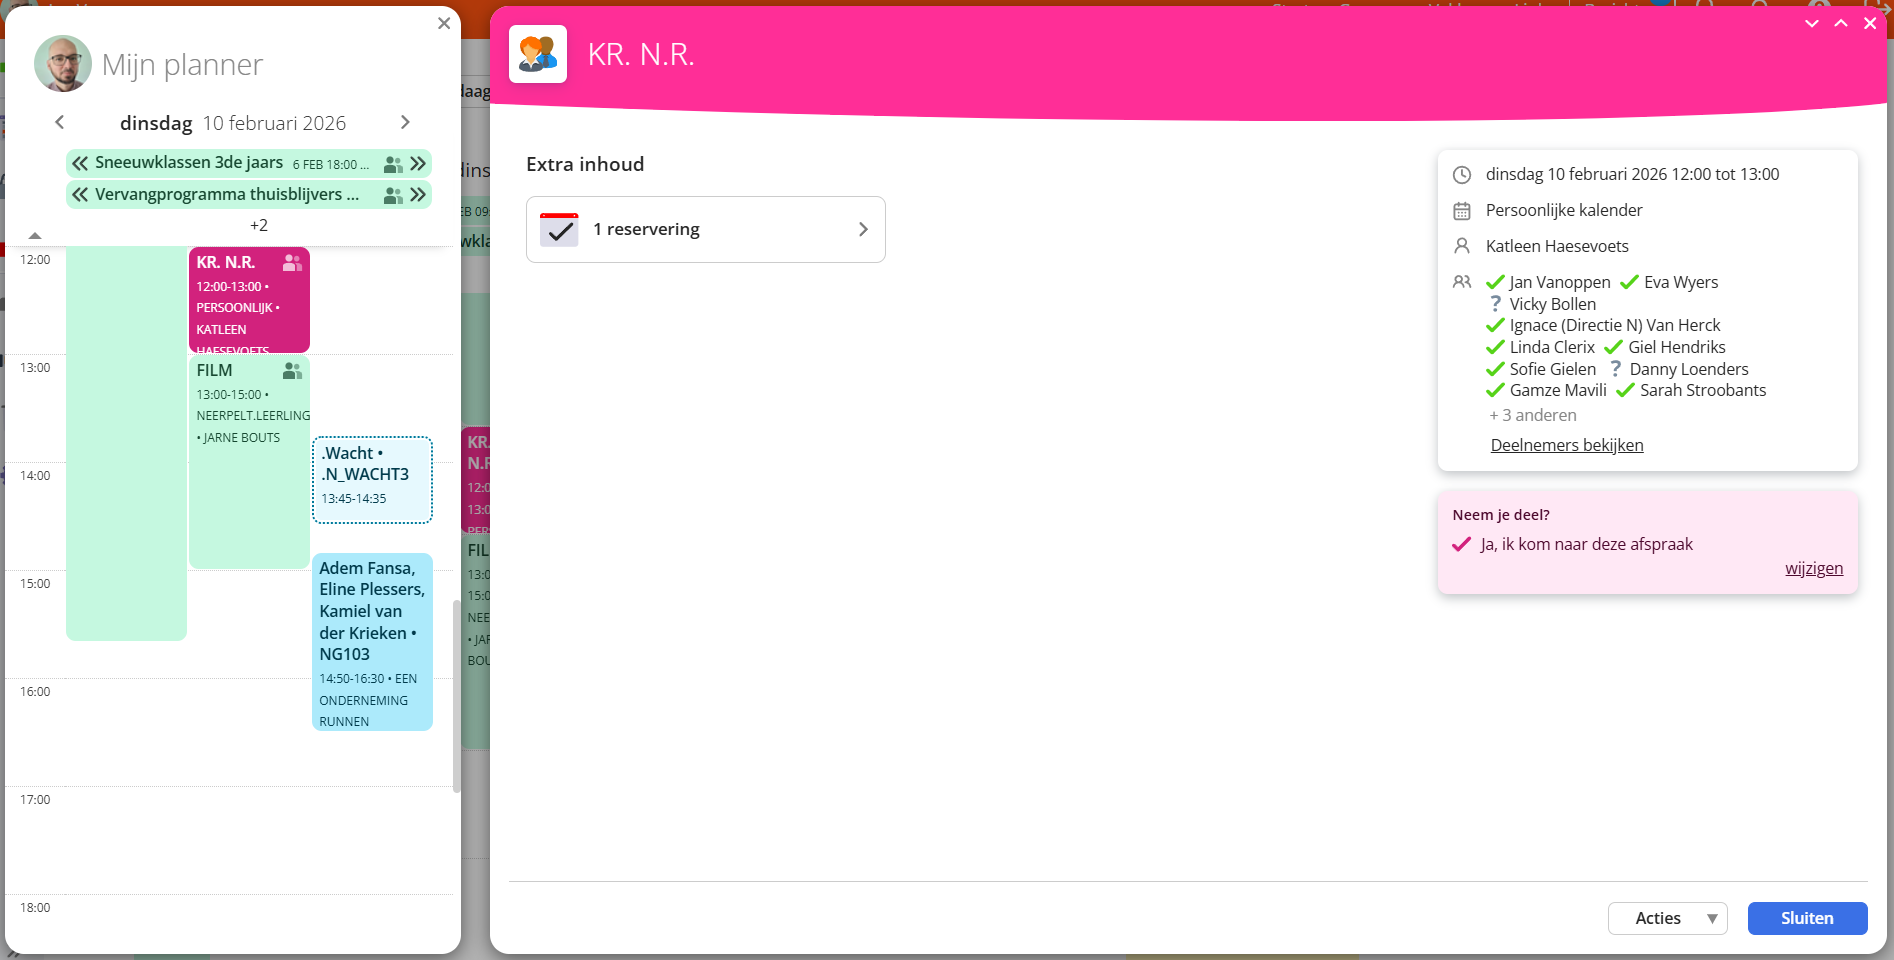 Mijn planner
dinsdag 10 februari 2026
Sneeuwklassen 3de jaars 6 FEB 18:00 ...
Vervangprogramma thuisblijvers ...
+2
12:00
13:00
14:00
15:00
16:00
17:00
18:00
KR. N.R.
12:00-13:00 •
PERSOONLIJK •
KATLEEN
HAESEVOETS
FILM
13:00-15:00 •
NEERPELT.LEERLING
• JARNE BOUTS
.Wacht •
.N_WACHT3
13:45-14:35
Adem Fansa,
Eline Plessers,
Kamiel van
der Krieken •
NG103
14:50-16:30 • EEN
ONDERNEMING
RUNNEN
KR. N.R.
Extra inhoud
1 reservering
dinsdag 10 februari 2026 12:00 tot 13:00
Persoonlijke kalender
Katleen Haesevoets
Jan Vanoppen Eva Wyers
? Vicky Bollen
Ignace (Directie N) Van Herck
Linda Clerix Giel Hendriks
Sofie Gielen ? Danny Loenders
Gamze Mavili Sarah Stroobants
+ 3 anderen
Deelnemers bekijken
Neem je deel?
Ja, ik kom naar deze afspraak
wijzigen
Acties
Sluiten